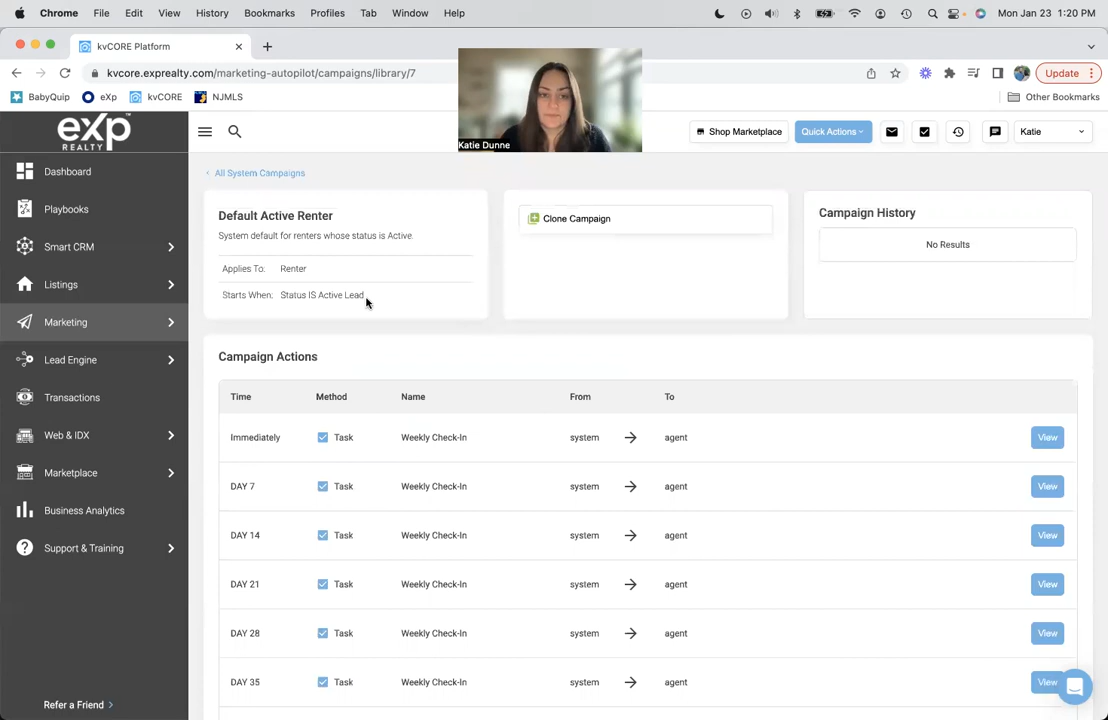 Chrome File Edit View History Bookmarks Profiles Tab Window Help Mon Jan 23 1:20 PM
kvCORE Platform
kvcore.exprealty.com/marketing-autopilot/campaigns/library/7 Update
BabyQuip eXp kvCORE NJMLS Other Bookmarks
eXp REALTY
Shop Marketplace Quick Actions Katie
Katie Dunne
Dashboard
Playbooks
Smart CRM
Listings
Marketing
Lead Engine
Transactions
Web & IDX
Marketplace
Business Analytics
Support & Training
Refer a Friend
All System Campaigns
Default Active Renter
System default for renters whose status is Active.
Applies To: Renter
Starts When: Status IS Active Lead
Clone Campaign
Campaign History
No Results
Campaign Actions
Time Method Name From To
Immediately Task Weekly Check-In system agent View
DAY 7 Task Weekly Check-In system agent View
DAY 14 Task Weekly Check-In system agent View
DAY 21 Task Weekly Check-In system agent View
DAY 28 Task Weekly Check-In system agent View
DAY 35 Task Weekly Check-In system agent View